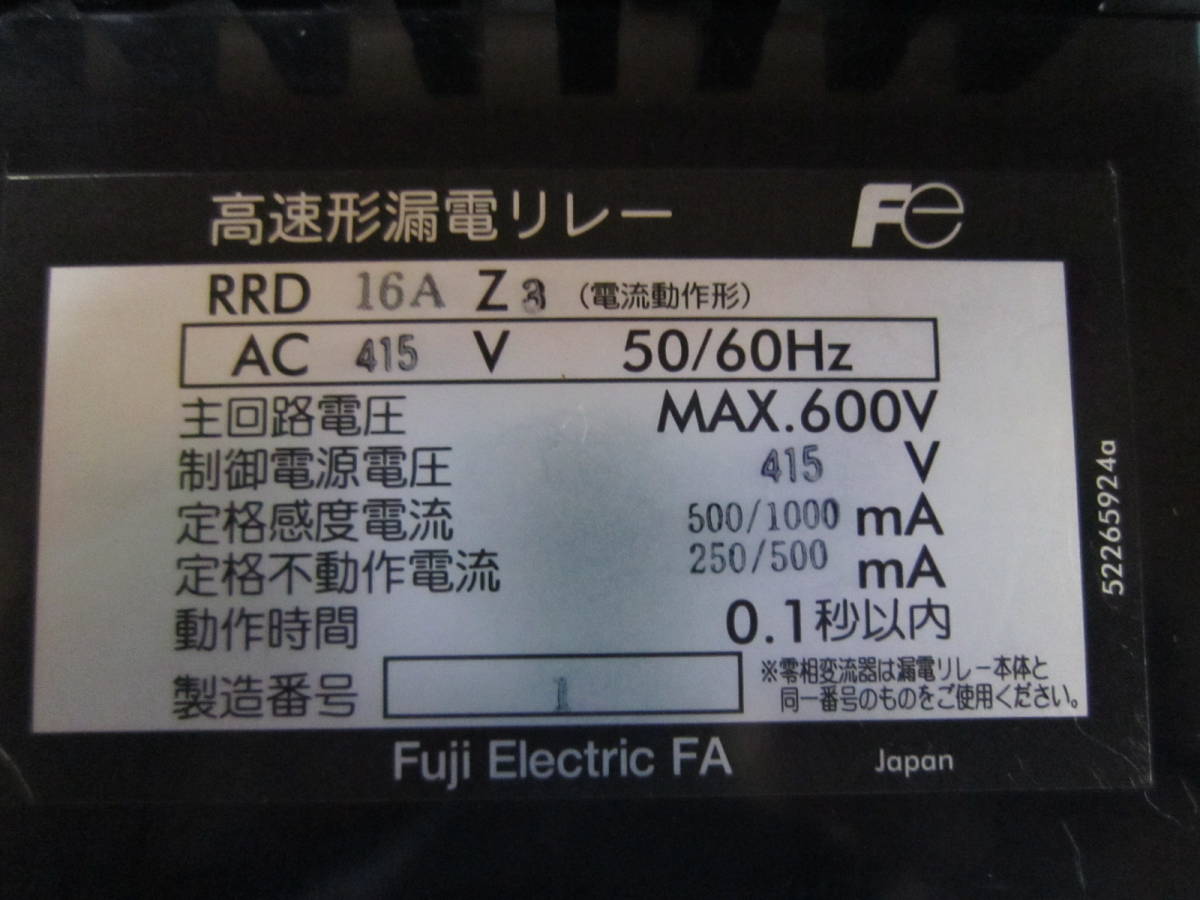 高速形漏電リレー Fe
RRD 16A Z3 (電流動作形)
AC 415 V 50/60Hz
主回路電圧 MAX.600V
制御電源電圧 415 V
定格感度電流 500/1000 mA
定格不動作電流 250/500 mA
動作時間 0.1秒以内
製造番号 1
※零相変流器は漏電リレー本体と
同一番号のものをご使用ください。
Fuji Electric FA Japan
52265924a